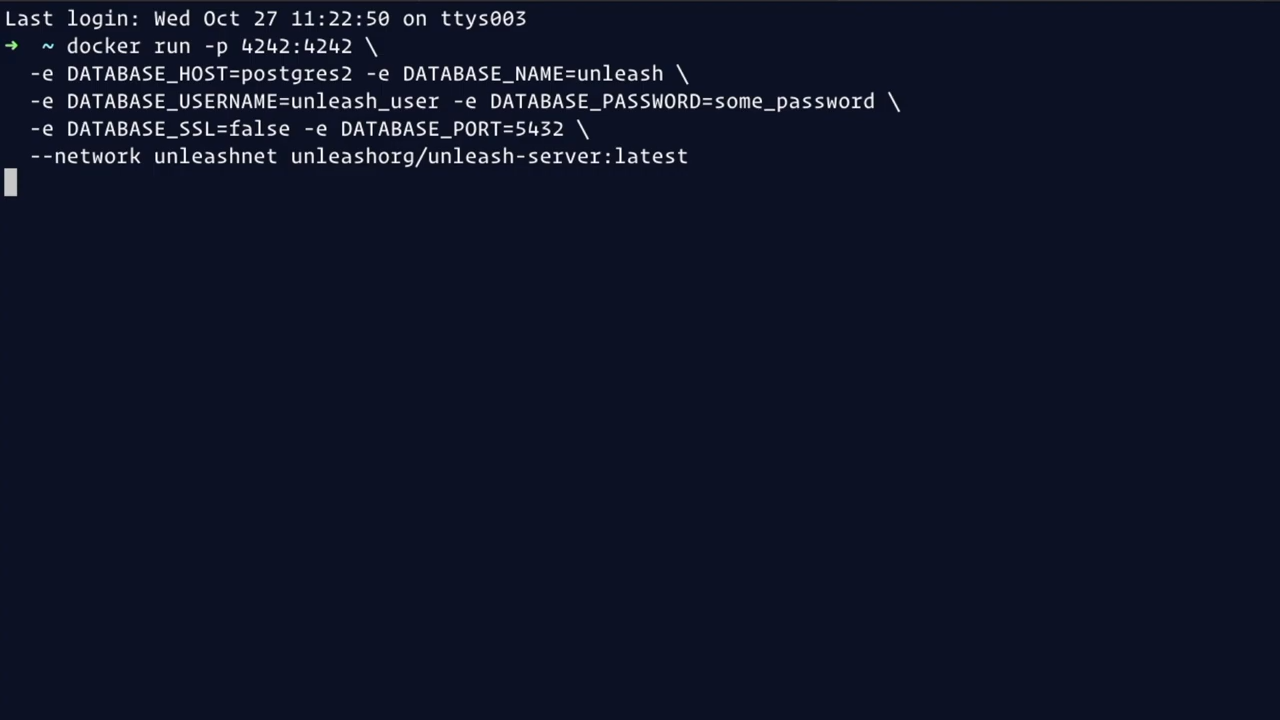 Last login: Wed Oct 27 11:22:50 on ttys003
➜  ~ docker run -p 4242:4242 \
  -e DATABASE_HOST=postgres2 -e DATABASE_NAME=unleash \
  -e DATABASE_USERNAME=unleash_user -e DATABASE_PASSWORD=some_password \
  -e DATABASE_SSL=false -e DATABASE_PORT=5432 \
  --network unleashnet unleashorg/unleash-server:latest